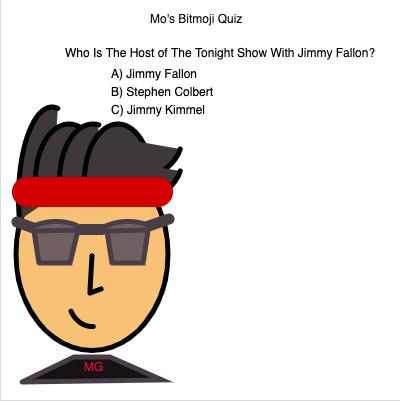 Mo's Bitmoji Quiz
Who Is The Host of The Tonight Show With Jimmy Fallon?
A) Jimmy Fallon
B) Stephen Colbert
C) Jimmy Kimmel
MG